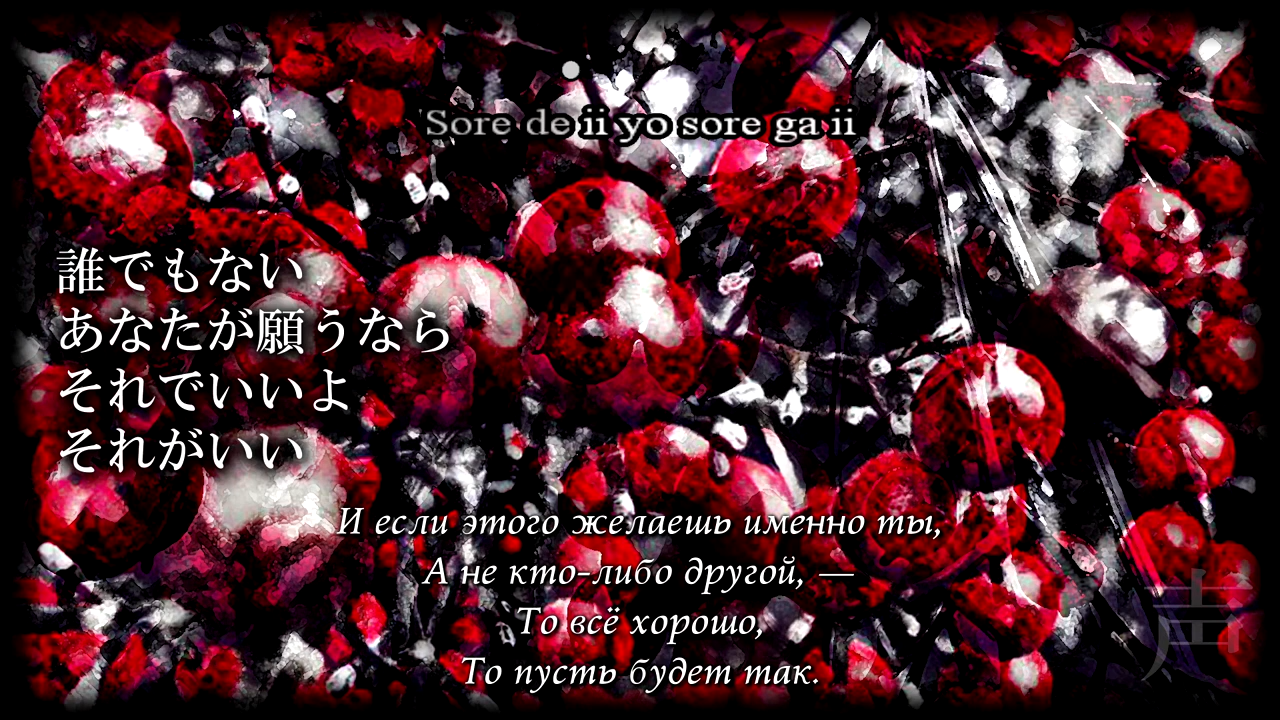 Sore de ii yo sore ga ii
誰でもない
あなたが願うなら
それでいいよ
それがいい
И если этого желаешь именно ты,
А не кто-либо другой, —
То всё хорошо,
То пусть будет так.
声